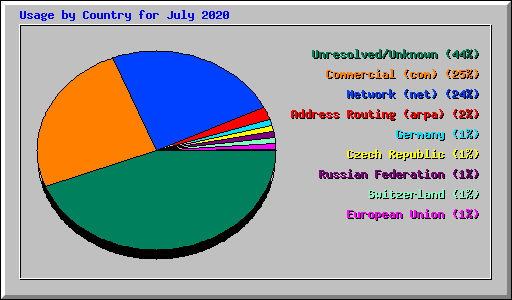 Usage by Country for July 2020
Unresolved/Unknown (44%)
Commercial (com) (25%)
Network (net) (24%)
Address Routing (arpa) (2%)
Germany (1%)
Czech Republic (1%)
Russian Federation (1%)
Switzerland (1%)
European Union (1%)